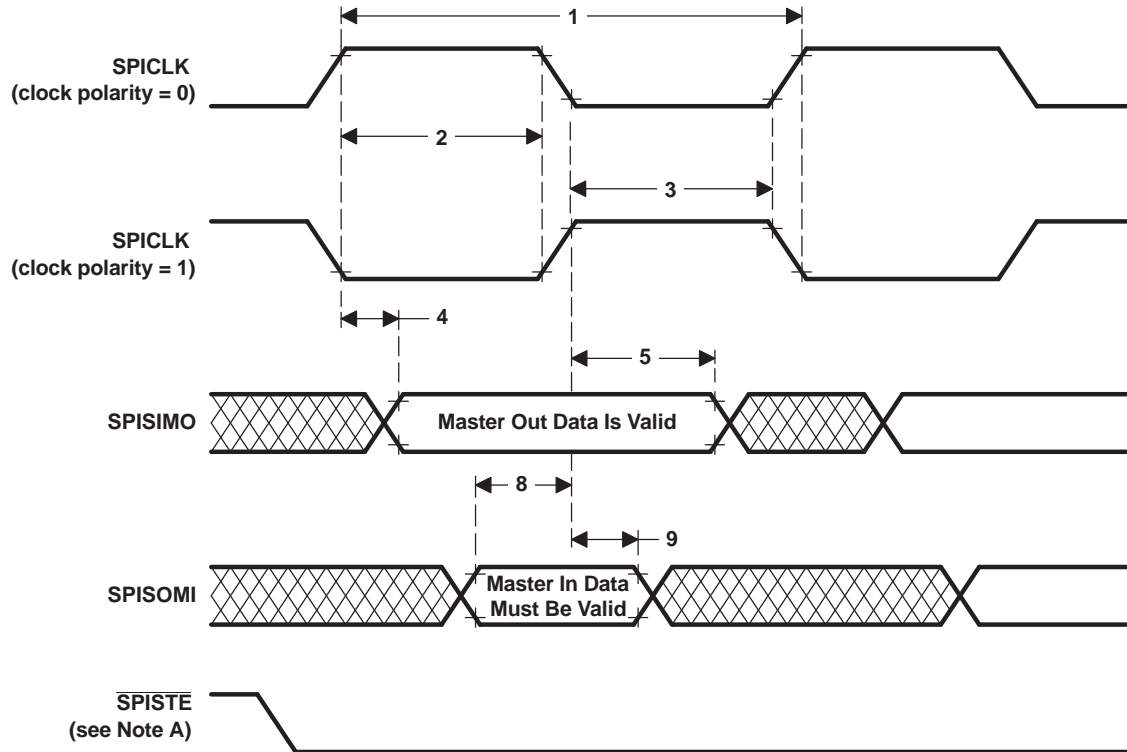 1
SPICLK
(clock polarity = 0)
2
3
SPICLK
(clock polarity = 1)
4
5
SPISIMO
Master Out Data Is Valid
8
9
SPISOMI
Master In Data
Must Be Valid
SPISTE
(see Note A)